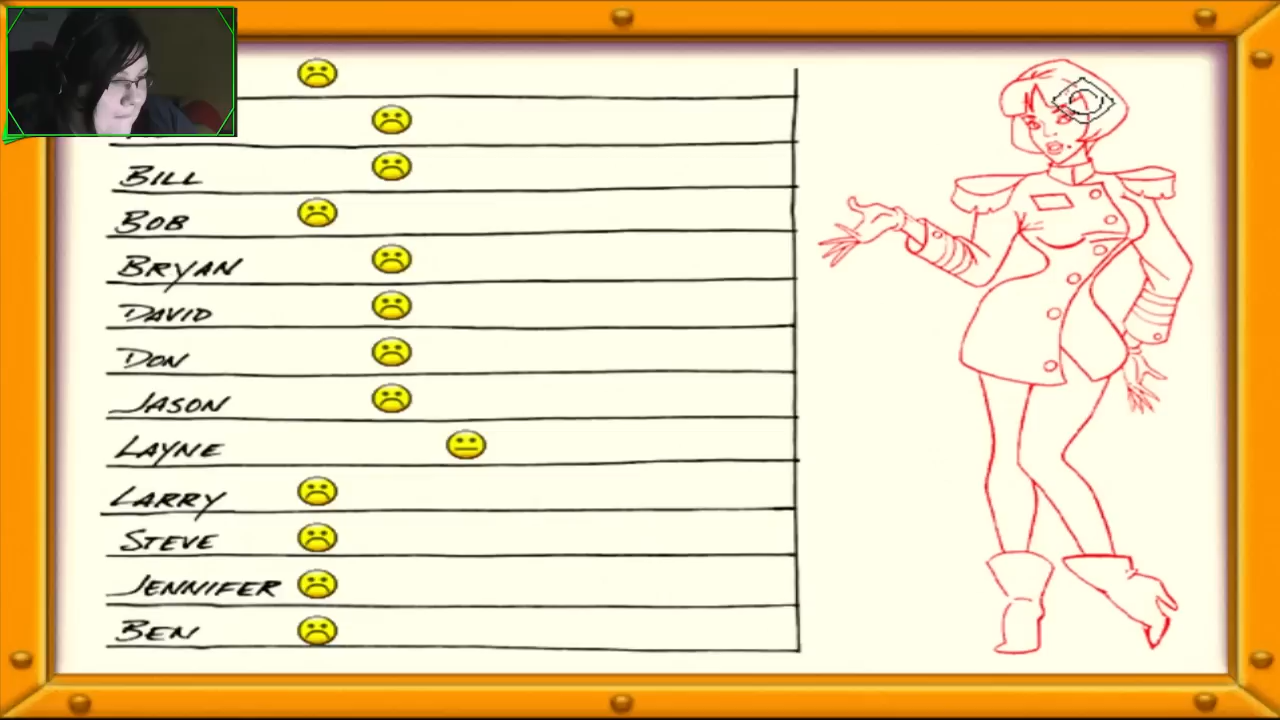 BILL
BOB
BRYAN
DAVID
DON
JASON
LAYNE
LARRY
STEVE
JENNIFER
BEN